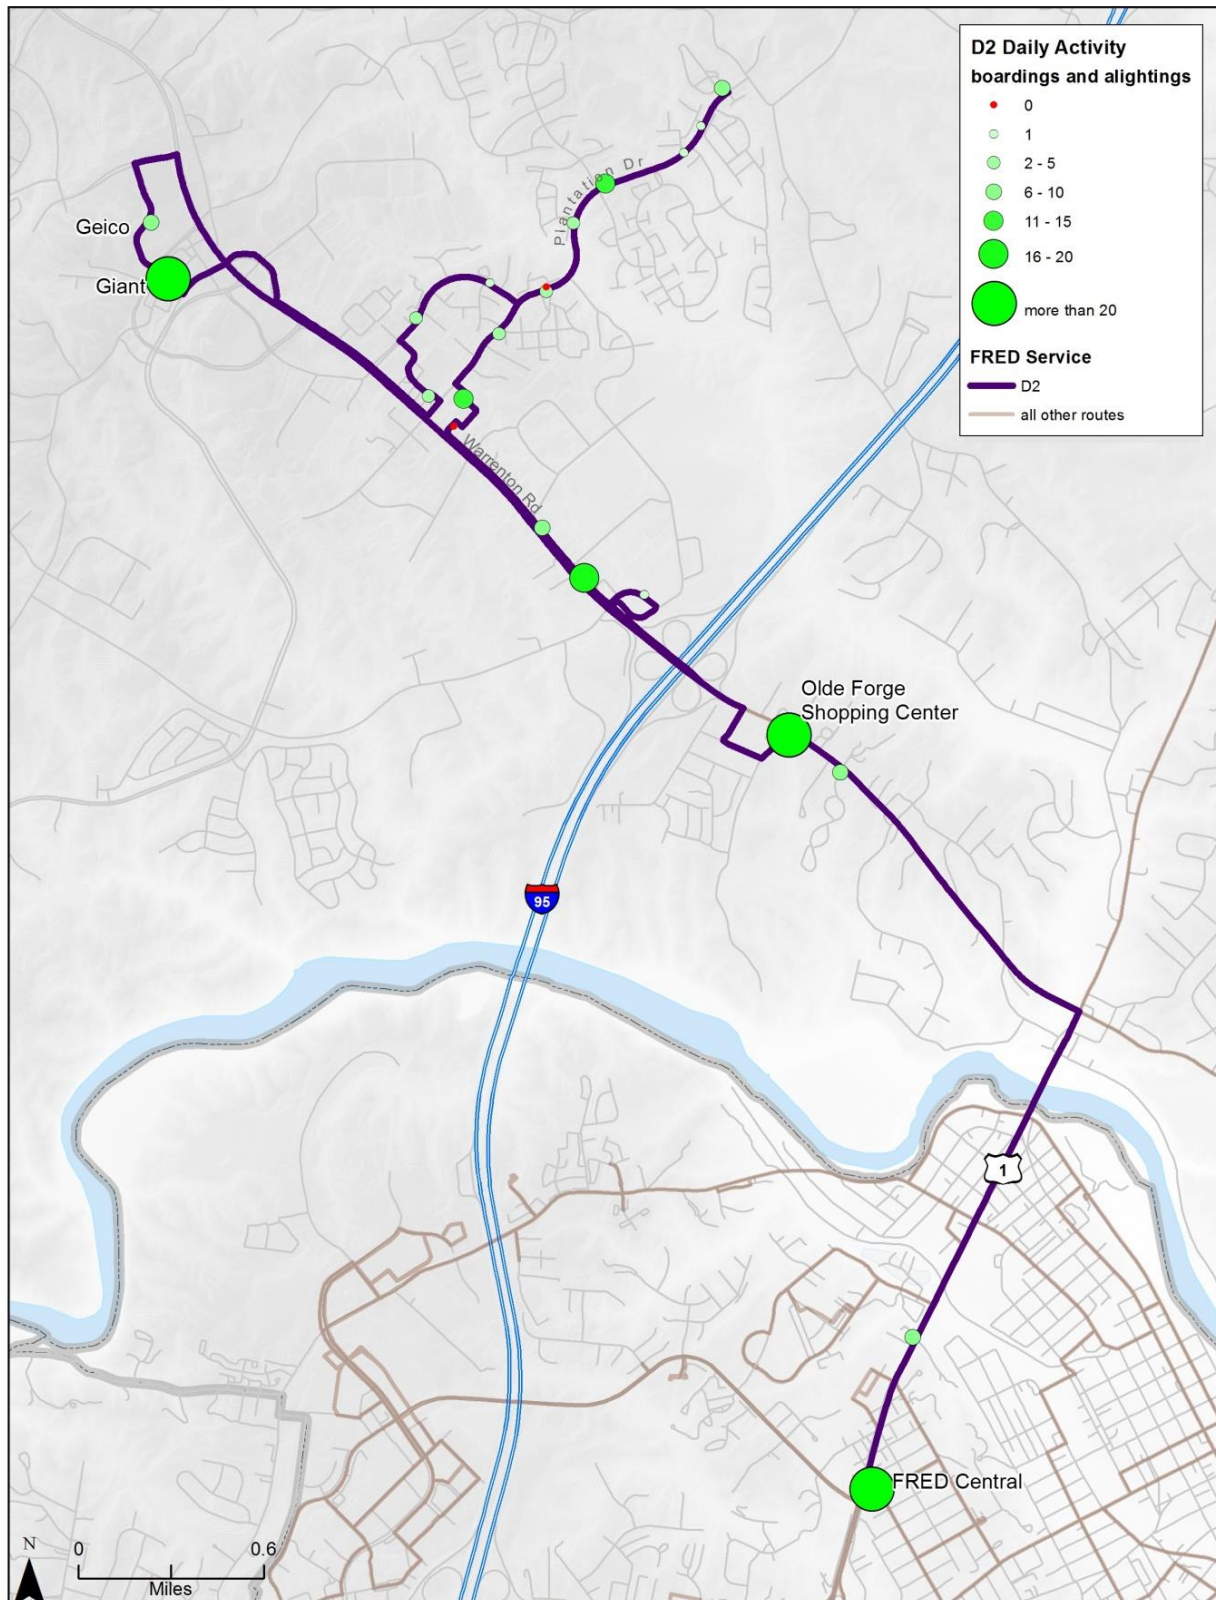 D2 Daily Activity
boardings and alightings
0
1
2 - 5
6 - 10
11 - 15
16 - 20
more than 20
FRED Service
D2
all other routes
Plantation Dr
Geico
Giant
Warrenton Rd
Olde Forge
Shopping Center
95
1
FRED Central
N
0 0.6
Miles